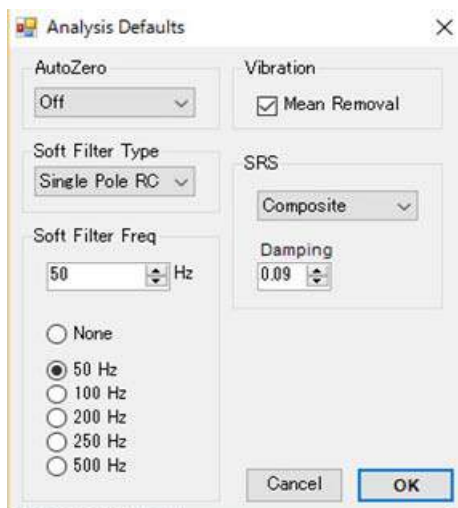 Analysis Defaults
AutoZero
Off
Soft Filter Type
Single Pole RC
Soft Filter Freq
50 Hz
None
50 Hz
100 Hz
200 Hz
250 Hz
500 Hz
Vibration
Mean Removal
SRS
Composite
Damping
0.09
Cancel
OK